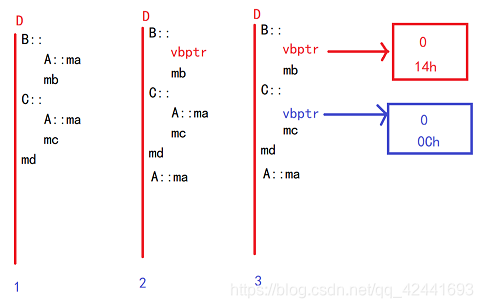 D
B::
A::ma
mb
C::
A::ma
mc
md
1
D
B::
vbptr
mb
C::
A::ma
mc
md
A::ma
2
D
B::
vbptr
mb
C::
vbptr
mc
md
A::ma
3
0
14h
0
0Ch
https://blog.csdn.net/qq_42441693